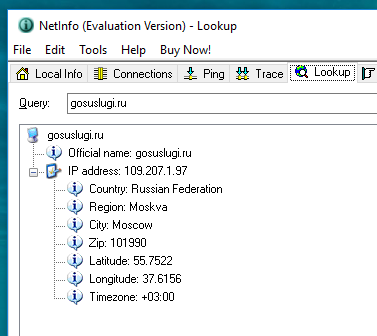 NetInfo (Evaluation Version) - Lookup
File Edit Tools Help Buy Now!
Local Info Connections Ping Trace Lookup
Query: gosuslugi.ru
gosuslugi.ru
Official name: gosuslugi.ru
IP address: 109.207.1.97
Country: Russian Federation
Region: Moskva
City: Moscow
Zip: 101990
Latitude: 55.7522
Longitude: 37.6156
Timezone: +03:00